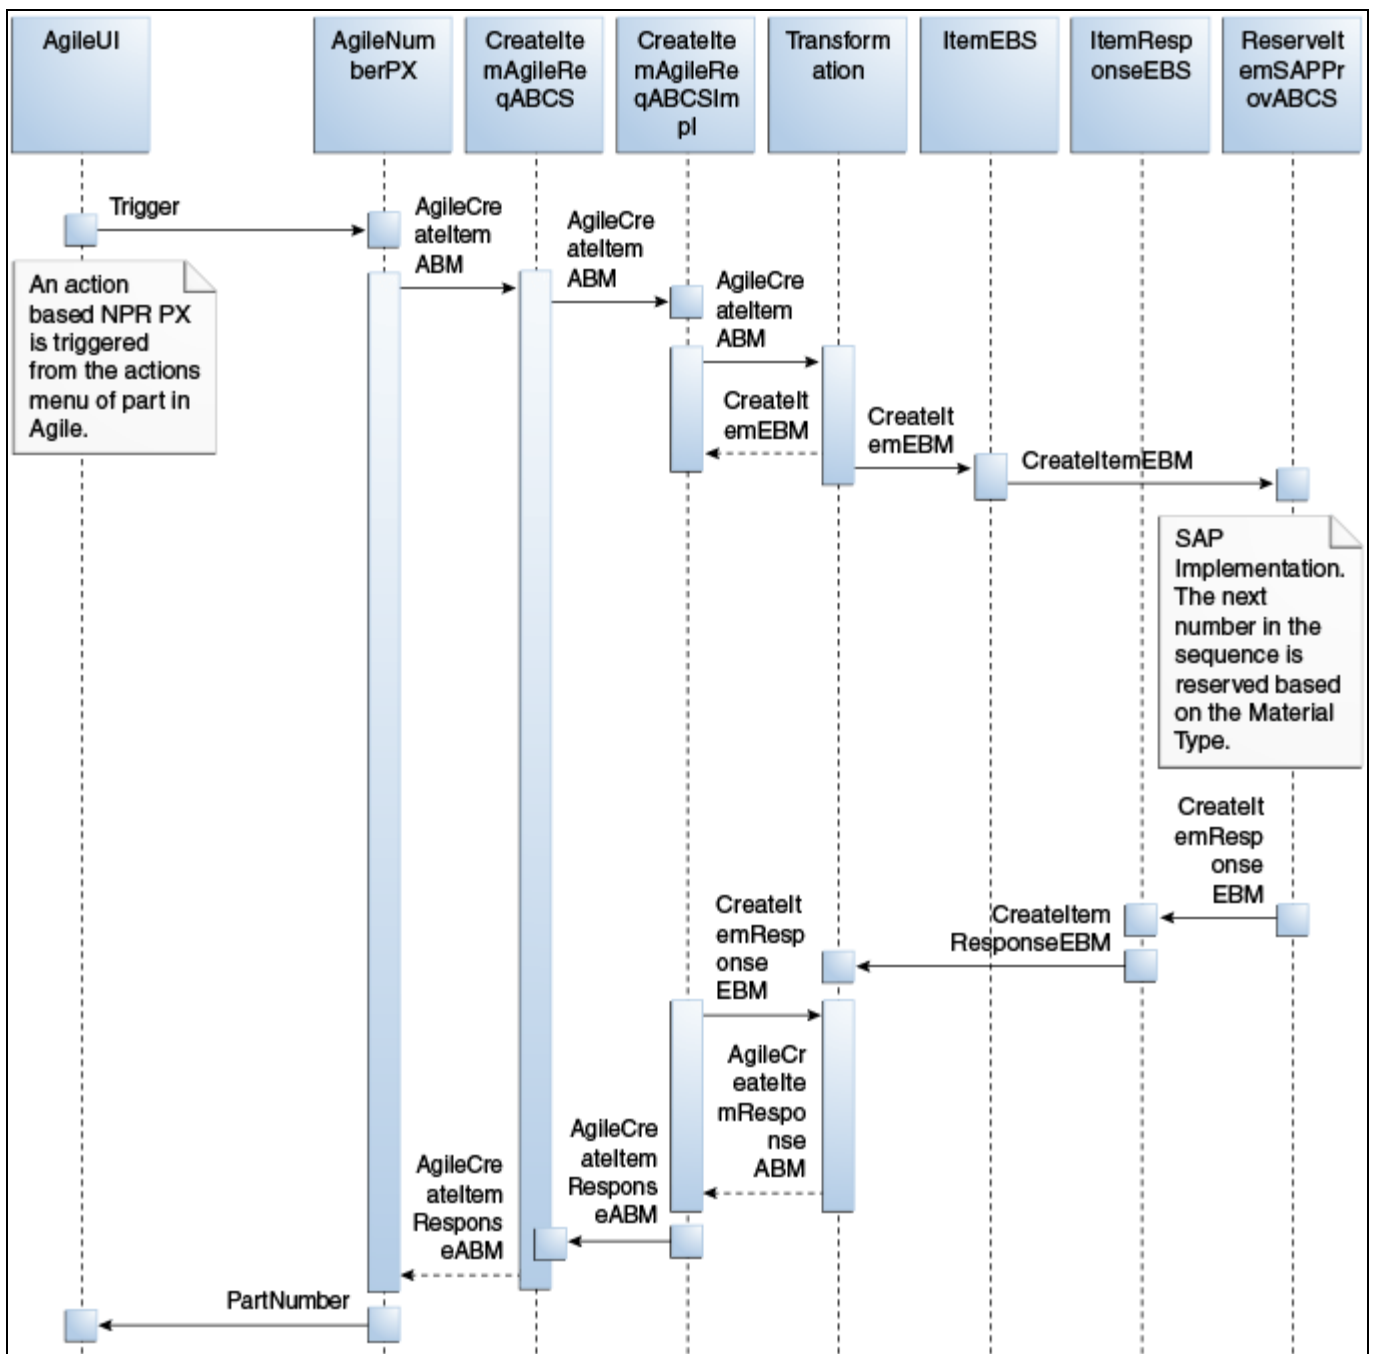 AgileUI
AgileNum
berPX
CreateIte
mAgileRe
qABCS
CreateIte
mAgileRe
qABCSIm
pl
Transform
ation
ItemEBS
ItemResp
onseEBS
ReserveIt
emSAPPr
ovABCS
Trigger
AgileCre
ateItem
ABM
AgileCre
ateItem
ABM
An action
based NPR PX
is triggered
from the actions
menu of part in
Agile.
AgileCre
ateItem
ABM
CreateIt
emEBM
CreateIt
emEBM
CreateItemEBM
SAP
Implementation.
The next
number in the
sequence is
reserved based
on the Material
Type.
CreateIt
emResp
onse
EBM
CreateItem
ResponseEBM
CreateIt
emResp
onse
EBM
AgileCr
eateIte
mRespo
nse
ABM
AgileCre
ateItem
Respons
eABM
AgileCre
ateItem
Respons
eABM
PartNumber